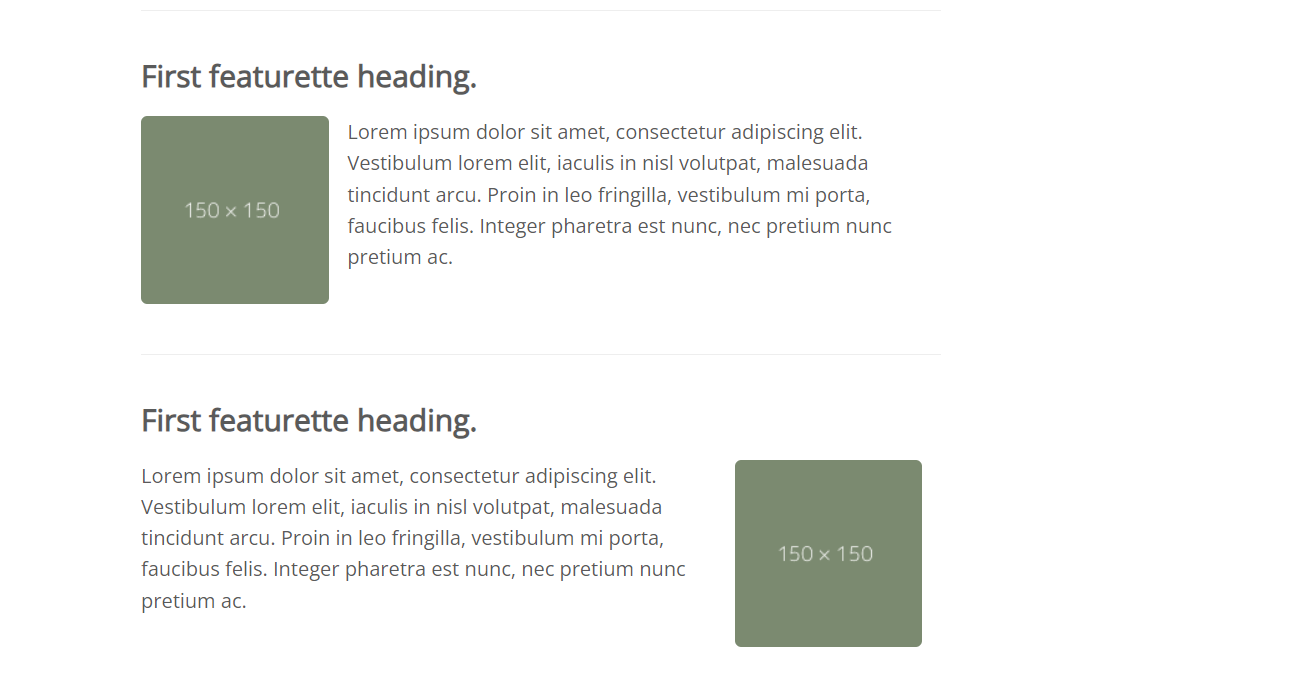 First featurette heading.
150 × 150
Lorem ipsum dolor sit amet, consectetur adipiscing elit.
Vestibulum lorem elit, iaculis in nisl volutpat, malesuada
tincidunt arcu. Proin in leo fringilla, vestibulum mi porta,
faucibus felis. Integer pharetra est nunc, nec pretium nunc
pretium ac.
First featurette heading.
Lorem ipsum dolor sit amet, consectetur adipiscing elit.
Vestibulum lorem elit, iaculis in nisl volutpat, malesuada
tincidunt arcu. Proin in leo fringilla, vestibulum mi porta,
faucibus felis. Integer pharetra est nunc, nec pretium nunc
pretium ac.
150 × 150